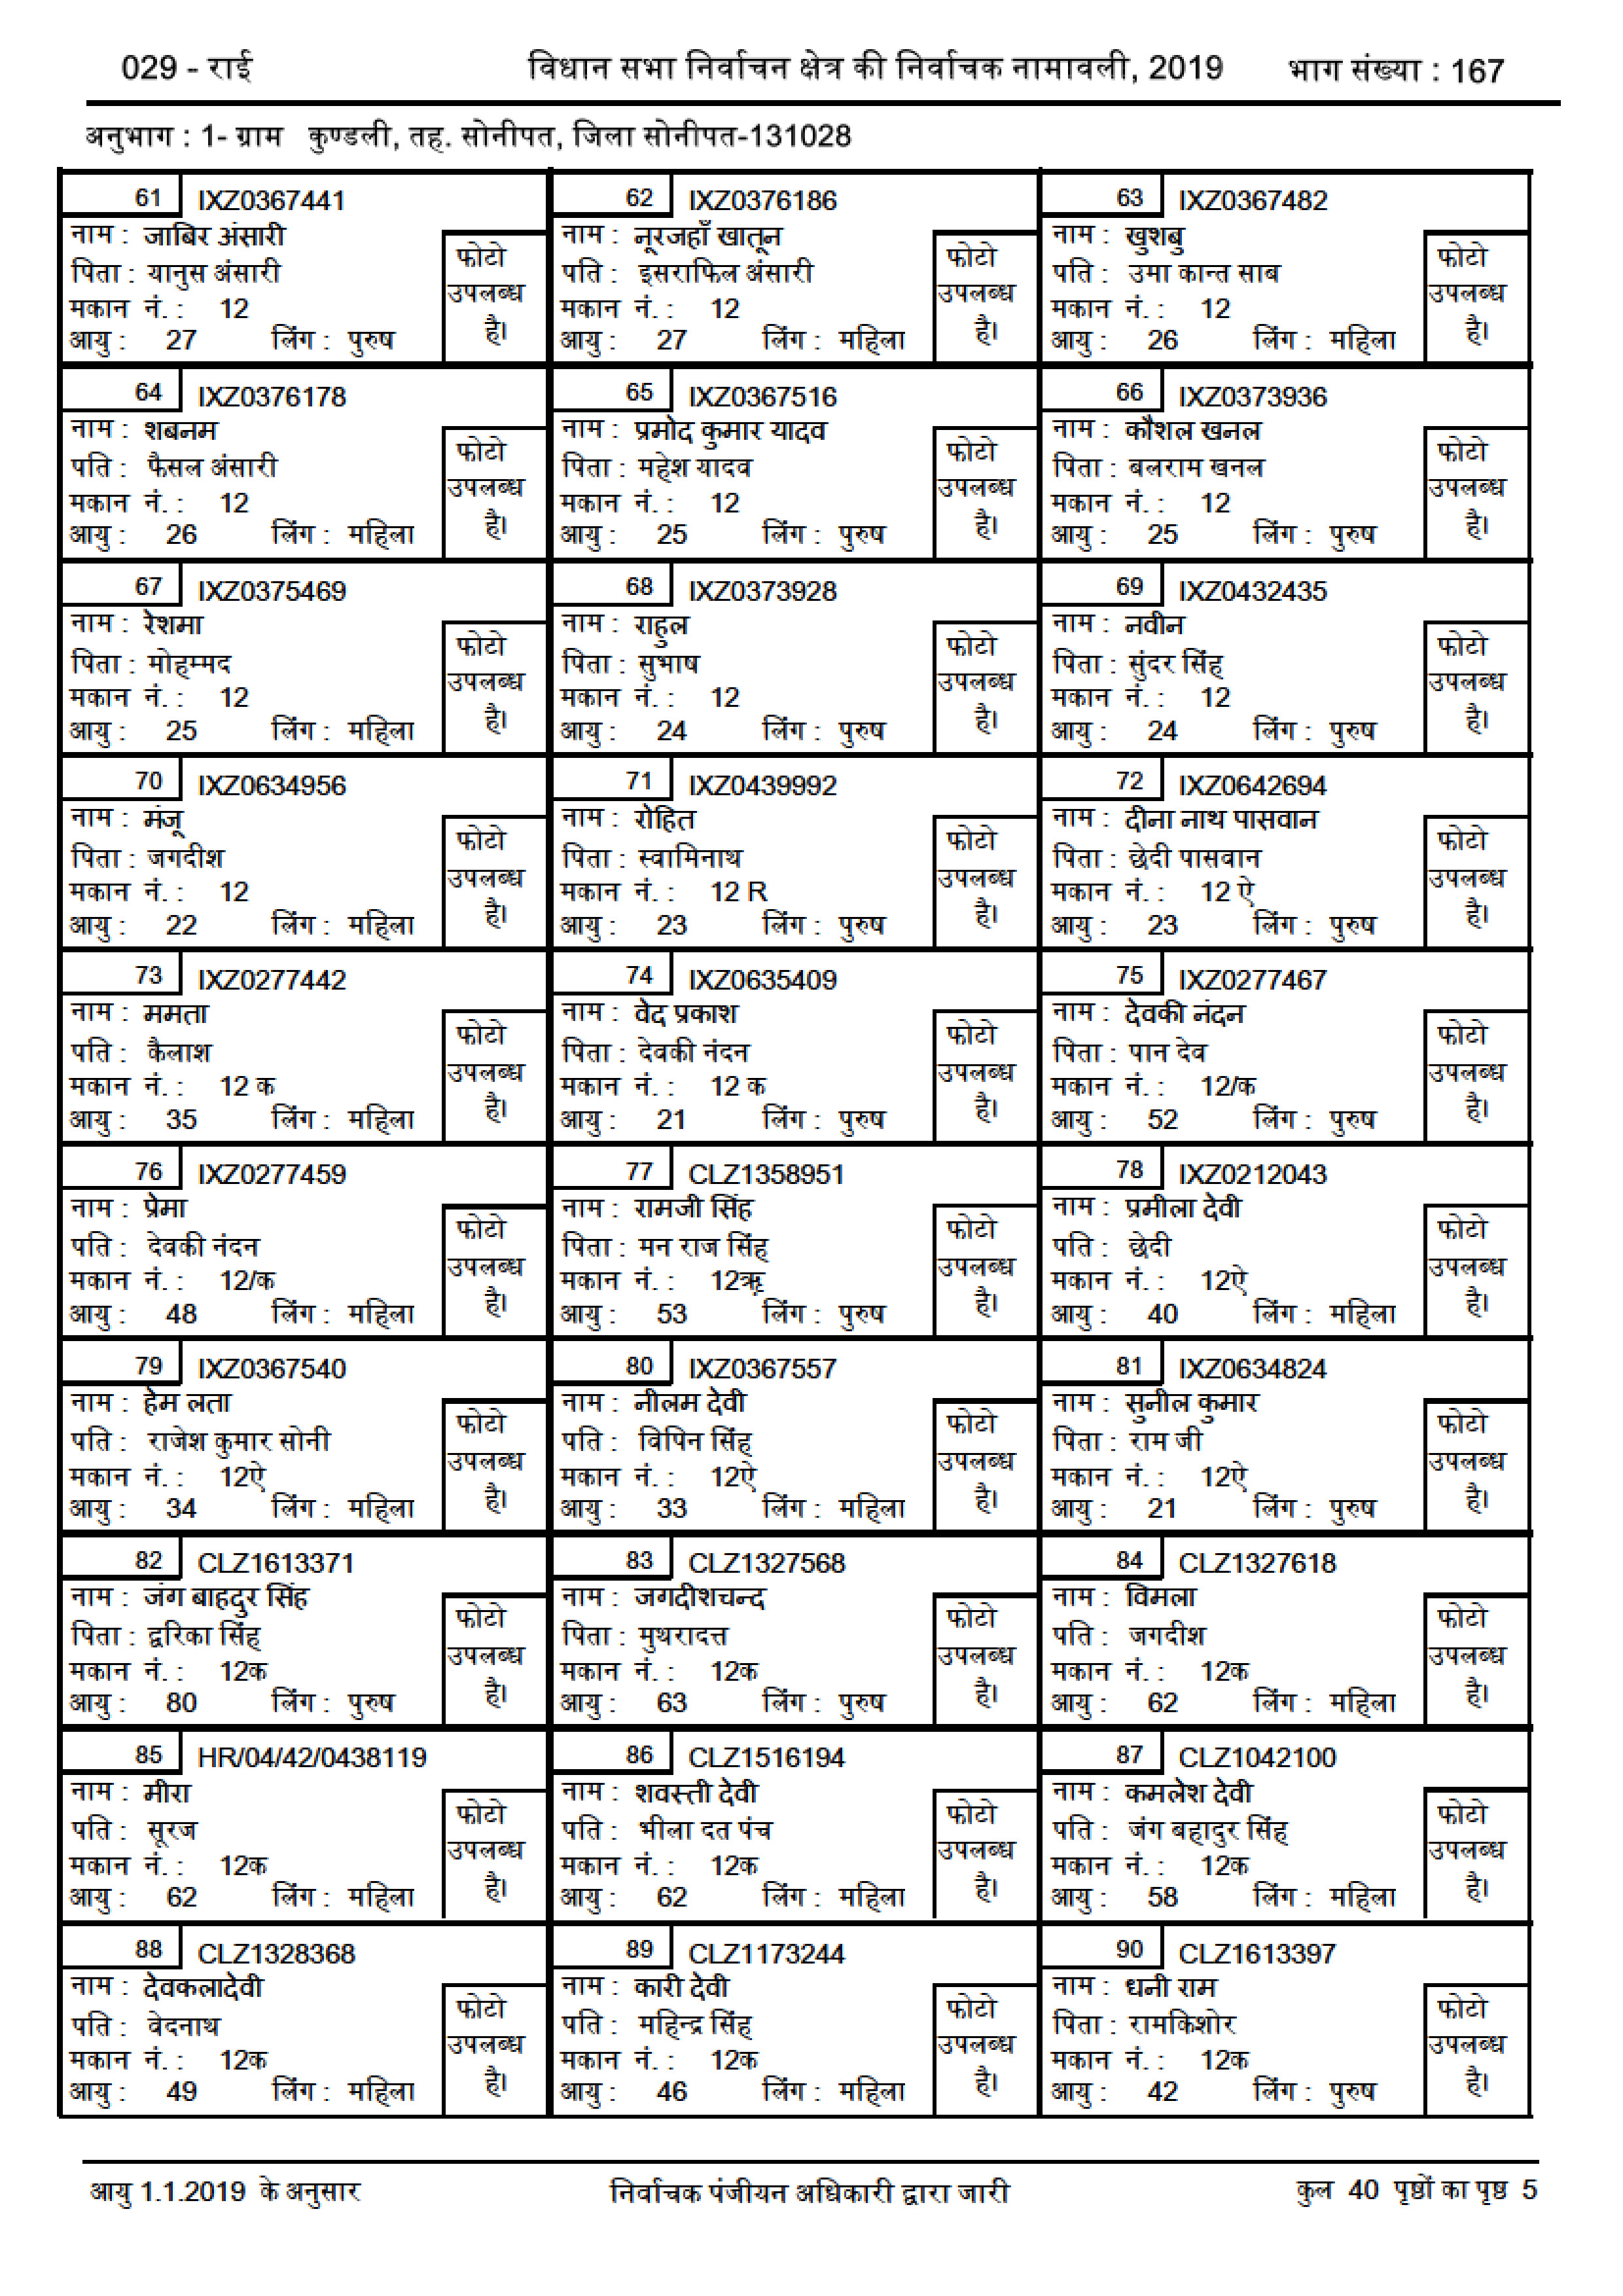 029 - राई विधान सभा निर्वाचन क्षेत्र की निर्वाचक नामावली, 2019 भाग संख्या : 167
अनुभाग : 1- ग्राम कुण्डली, तह. सोनीपत, जिला सोनीपत-131028
61 IXZ0367441
नाम : जाबिर अंसारी
पिता : यानुस अंसारी
मकान नं. : 12
आयु : 27 लिंग : पुरुष
फोटो
उपलब्ध
है।
62 IXZ0376186
नाम : नूरजहाँ खातून
पति : इसराफिल अंसारी
मकान नं. : 12
आयु : 27 लिंग : महिला
फोटो
उपलब्ध
है।
63 IXZ0367482
नाम : खुशबु
पति : उमा कान्त साब
मकान नं. : 12
आयु : 26 लिंग : महिला
फोटो
उपलब्ध
है।
64 IXZ0376178
नाम : शबनम
पति : फैसल अंसारी
मकान नं. : 12
आयु : 26 लिंग : महिला
फोटो
उपलब्ध
है।
65 IXZ0367516
नाम : प्रमोद कुमार यादव
पिता : महेश यादव
मकान नं. : 12
आयु : 25 लिंग : पुरुष
फोटो
उपलब्ध
है।
66 IXZ0373936
नाम : कौशल खनल
पिता : बलराम खनल
मकान नं. : 12
आयु : 25 लिंग : पुरुष
फोटो
उपलब्ध
है।
67 IXZ0375469
नाम : रेशमा
पिता : मोहम्मद
मकान नं. : 12
आयु : 25 लिंग : महिला
फोटो
उपलब्ध
है।
68 IXZ0373928
नाम : राहुल
पिता : सुभाष
मकान नं. : 12
आयु : 24 लिंग : पुरुष
फोटो
उपलब्ध
है।
69 IXZ0432435
नाम : नवीन
पिता : सुंदर सिंह
मकान नं. : 12
आयु : 24 लिंग : पुरुष
फोटो
उपलब्ध
है।
70 IXZ0634956
नाम : मंजू
पिता : जगदीश
मकान नं. : 12
आयु : 22 लिंग : महिला
फोटो
उपलब्ध
है।
71 IXZ0439992
नाम : रोहित
पिता : स्वामिनाथ
मकान नं. : 12 R
आयु : 23 लिंग : पुरुष
फोटो
उपलब्ध
है।
72 IXZ0642694
नाम : दीना नाथ पासवान
पिता : छेदी पासवान
मकान नं. : 12 ऐ
आयु : 23 लिंग : पुरुष
फोटो
उपलब्ध
है।
73 IXZ0277442
नाम : ममता
पति : कैलाश
मकान नं. : 12 क
आयु : 35 लिंग : महिला
फोटो
उपलब्ध
है।
74 IXZ0635409
नाम : वेद प्रकाश
पिता : देवकी नंदन
मकान नं. : 12 क
आयु : 21 लिंग : पुरुष
फोटो
उपलब्ध
है।
75 IXZ0277467
नाम : देवकी नंदन
पिता : पान देव
मकान नं. : 12/क
आयु : 52 लिंग : पुरुष
फोटो
उपलब्ध
है।
76 IXZ0277459
नाम : प्रेमा
पति : देवकी नंदन
मकान नं. : 12/क
आयु : 48 लिंग : महिला
फोटो
उपलब्ध
है।
77 CLZ1358951
नाम : रामजी सिंह
पिता : मन राज सिंह
मकान नं. : 12ऋ
आयु : 53 लिंग : पुरुष
फोटो
उपलब्ध
है।
78 IXZ0212043
नाम : प्रमीला देवी
पति : छेदी
मकान नं. : 12ऐ
आयु : 40 लिंग : महिला
फोटो
उपलब्ध
है।
79 IXZ0367540
नाम : हेम लता
पति : राजेश कुमार सोनी
मकान नं. : 12ऐ
आयु : 34 लिंग : महिला
फोटो
उपलब्ध
है।
80 IXZ0367557
नाम : नीलम देवी
पति : विपिन सिंह
मकान नं. : 12ऐ
आयु : 33 लिंग : महिला
फोटो
उपलब्ध
है।
81 IXZ0634824
नाम : सुनील कुमार
पिता : राम जी
मकान नं. : 12ऐ
आयु : 21 लिंग : पुरुष
फोटो
उपलब्ध
है।
82 CLZ1613371
नाम : जंग बाहदुर सिंह
पिता : द्वरिका सिंह
मकान नं. : 12क
आयु : 80 लिंग : पुरुष
फोटो
उपलब्ध
है।
83 CLZ1327568
नाम : जगदीशचन्द
पिता : मुथरादत्त
मकान नं. : 12क
आयु : 63 लिंग : पुरुष
फोटो
उपलब्ध
है।
84 CLZ1327618
नाम : विमला
पति : जगदीश
मकान नं. : 12क
आयु : 62 लिंग : महिला
फोटो
उपलब्ध
है।
85 HR/04/42/0438119
नाम : मीरा
पति : सूरज
मकान नं. : 12क
आयु : 62 लिंग : महिला
फोटो
उपलब्ध
है।
86 CLZ1516194
नाम : शवस्ती देवी
पति : भीला दत पंच
मकान नं. : 12क
आयु : 62 लिंग : महिला
फोटो
उपलब्ध
है।
87 CLZ1042100
नाम : कमलेश देवी
पति : जंग बहादुर सिंह
मकान नं. : 12क
आयु : 58 लिंग : महिला
फोटो
उपलब्ध
है।
88 CLZ1328368
नाम : देवकलादेवी
पति : वेदनाथ
मकान नं. : 12क
आयु : 49 लिंग : महिला
फोटो
उपलब्ध
है।
89 CLZ1173244
नाम : कारी देवी
पति : महिन्द्र सिंह
मकान नं. : 12क
आयु : 46 लिंग : महिला
फोटो
उपलब्ध
है।
90 CLZ1613397
नाम : धनी राम
पिता : रामकिशोर
मकान नं. : 12क
आयु : 42 लिंग : पुरुष
फोटो
उपलब्ध
है।
आयु 1.1.2019 के अनुसार निर्वाचक पंजीयन अधिकारी द्वारा जारी कुल 40 पृष्ठों का पृष्ठ 5